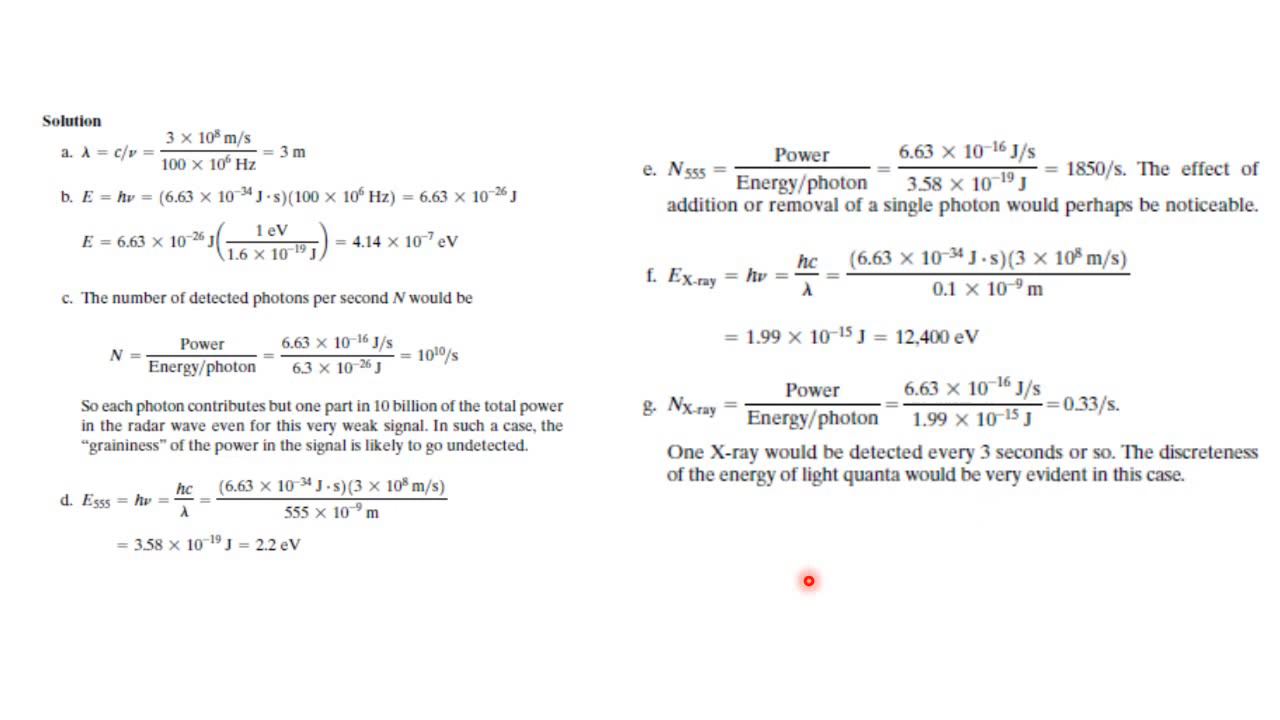 Solution
a. λ = c/ν = 3 × 10⁸ m/s / 100 × 10⁶ Hz = 3 m
b. E = hν = (6.63 × 10⁻³⁴ J · s)(100 × 10⁶ Hz) = 6.63 × 10⁻²⁶ J
E = 6.63 × 10⁻²⁶ J(1 eV / 1.6 × 10⁻¹⁹ J) = 4.14 × 10⁻⁷ eV
c. The number of detected photons per second N would be
N = Power / Energy/photon = 6.63 × 10⁻¹⁶ J/s / 6.3 × 10⁻²⁶ J = 10¹⁰/s
So each photon contributes but one part in 10 billion of the total power
in the radar wave even for this very weak signal. In such a case, the
“graininess” of the power in the signal is likely to go undetected.
d. E₅₅₅ = hν = hc / λ = (6.63 × 10⁻³⁴ J · s)(3 × 10⁸ m/s) / 555 × 10⁻⁹ m
= 3.58 × 10⁻¹⁹ J = 2.2 eV
e. N₅₅₅ = Power / Energy/photon = 6.63 × 10⁻¹⁶ J/s / 3.58 × 10⁻¹⁹ J = 1850/s. The effect of
addition or removal of a single photon would perhaps be noticeable.
f. E_X-ray = hν = hc / λ = (6.63 × 10⁻³⁴ J · s)(3 × 10⁸ m/s) / 0.1 × 10⁻⁹ m
= 1.99 × 10⁻¹⁵ J = 12,400 eV
g. N_X-ray = Power / Energy/photon = 6.63 × 10⁻¹⁶ J/s / 1.99 × 10⁻¹⁵ J = 0.33/s.
One X-ray would be detected every 3 seconds or so. The discreteness
of the energy of light quanta would be very evident in this case.